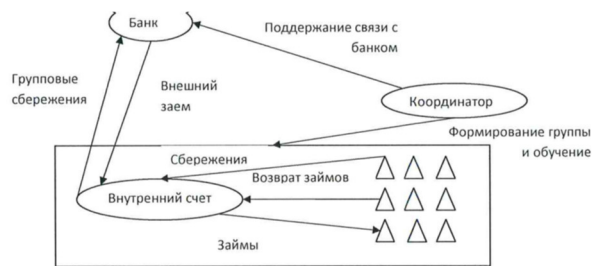 Банк
Поддержание связи с
банком
Групповые
сбережения
Внешний
заем
Координатор
Формирование группы
и обучение
Сбережения
Возврат займов
Внутренний счет
Займы